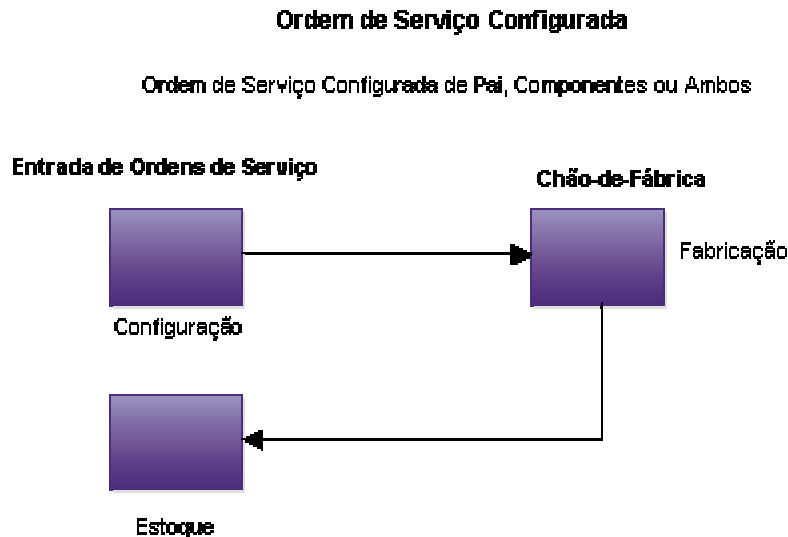 Ordem de Serviço Configurada
Ordem de Serviço Configurada de Pai, Componentes ou Ambos
Entrada de Ordens de Serviço
Chão-de-Fábrica
Fabricação
Configuração
Estoque